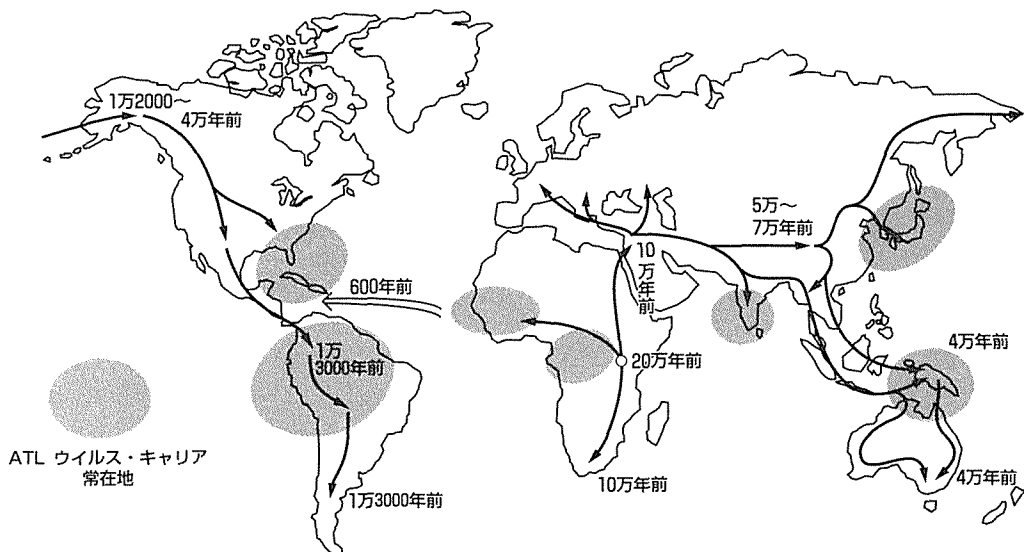 1万2000～
4万年前
5万～
7万年前
10
万年前
600年前
4万年前
1万
3000年前
20万年前
ATL ウイルス・キャリア
常在地
1万3000年前
10万年前
4万年前